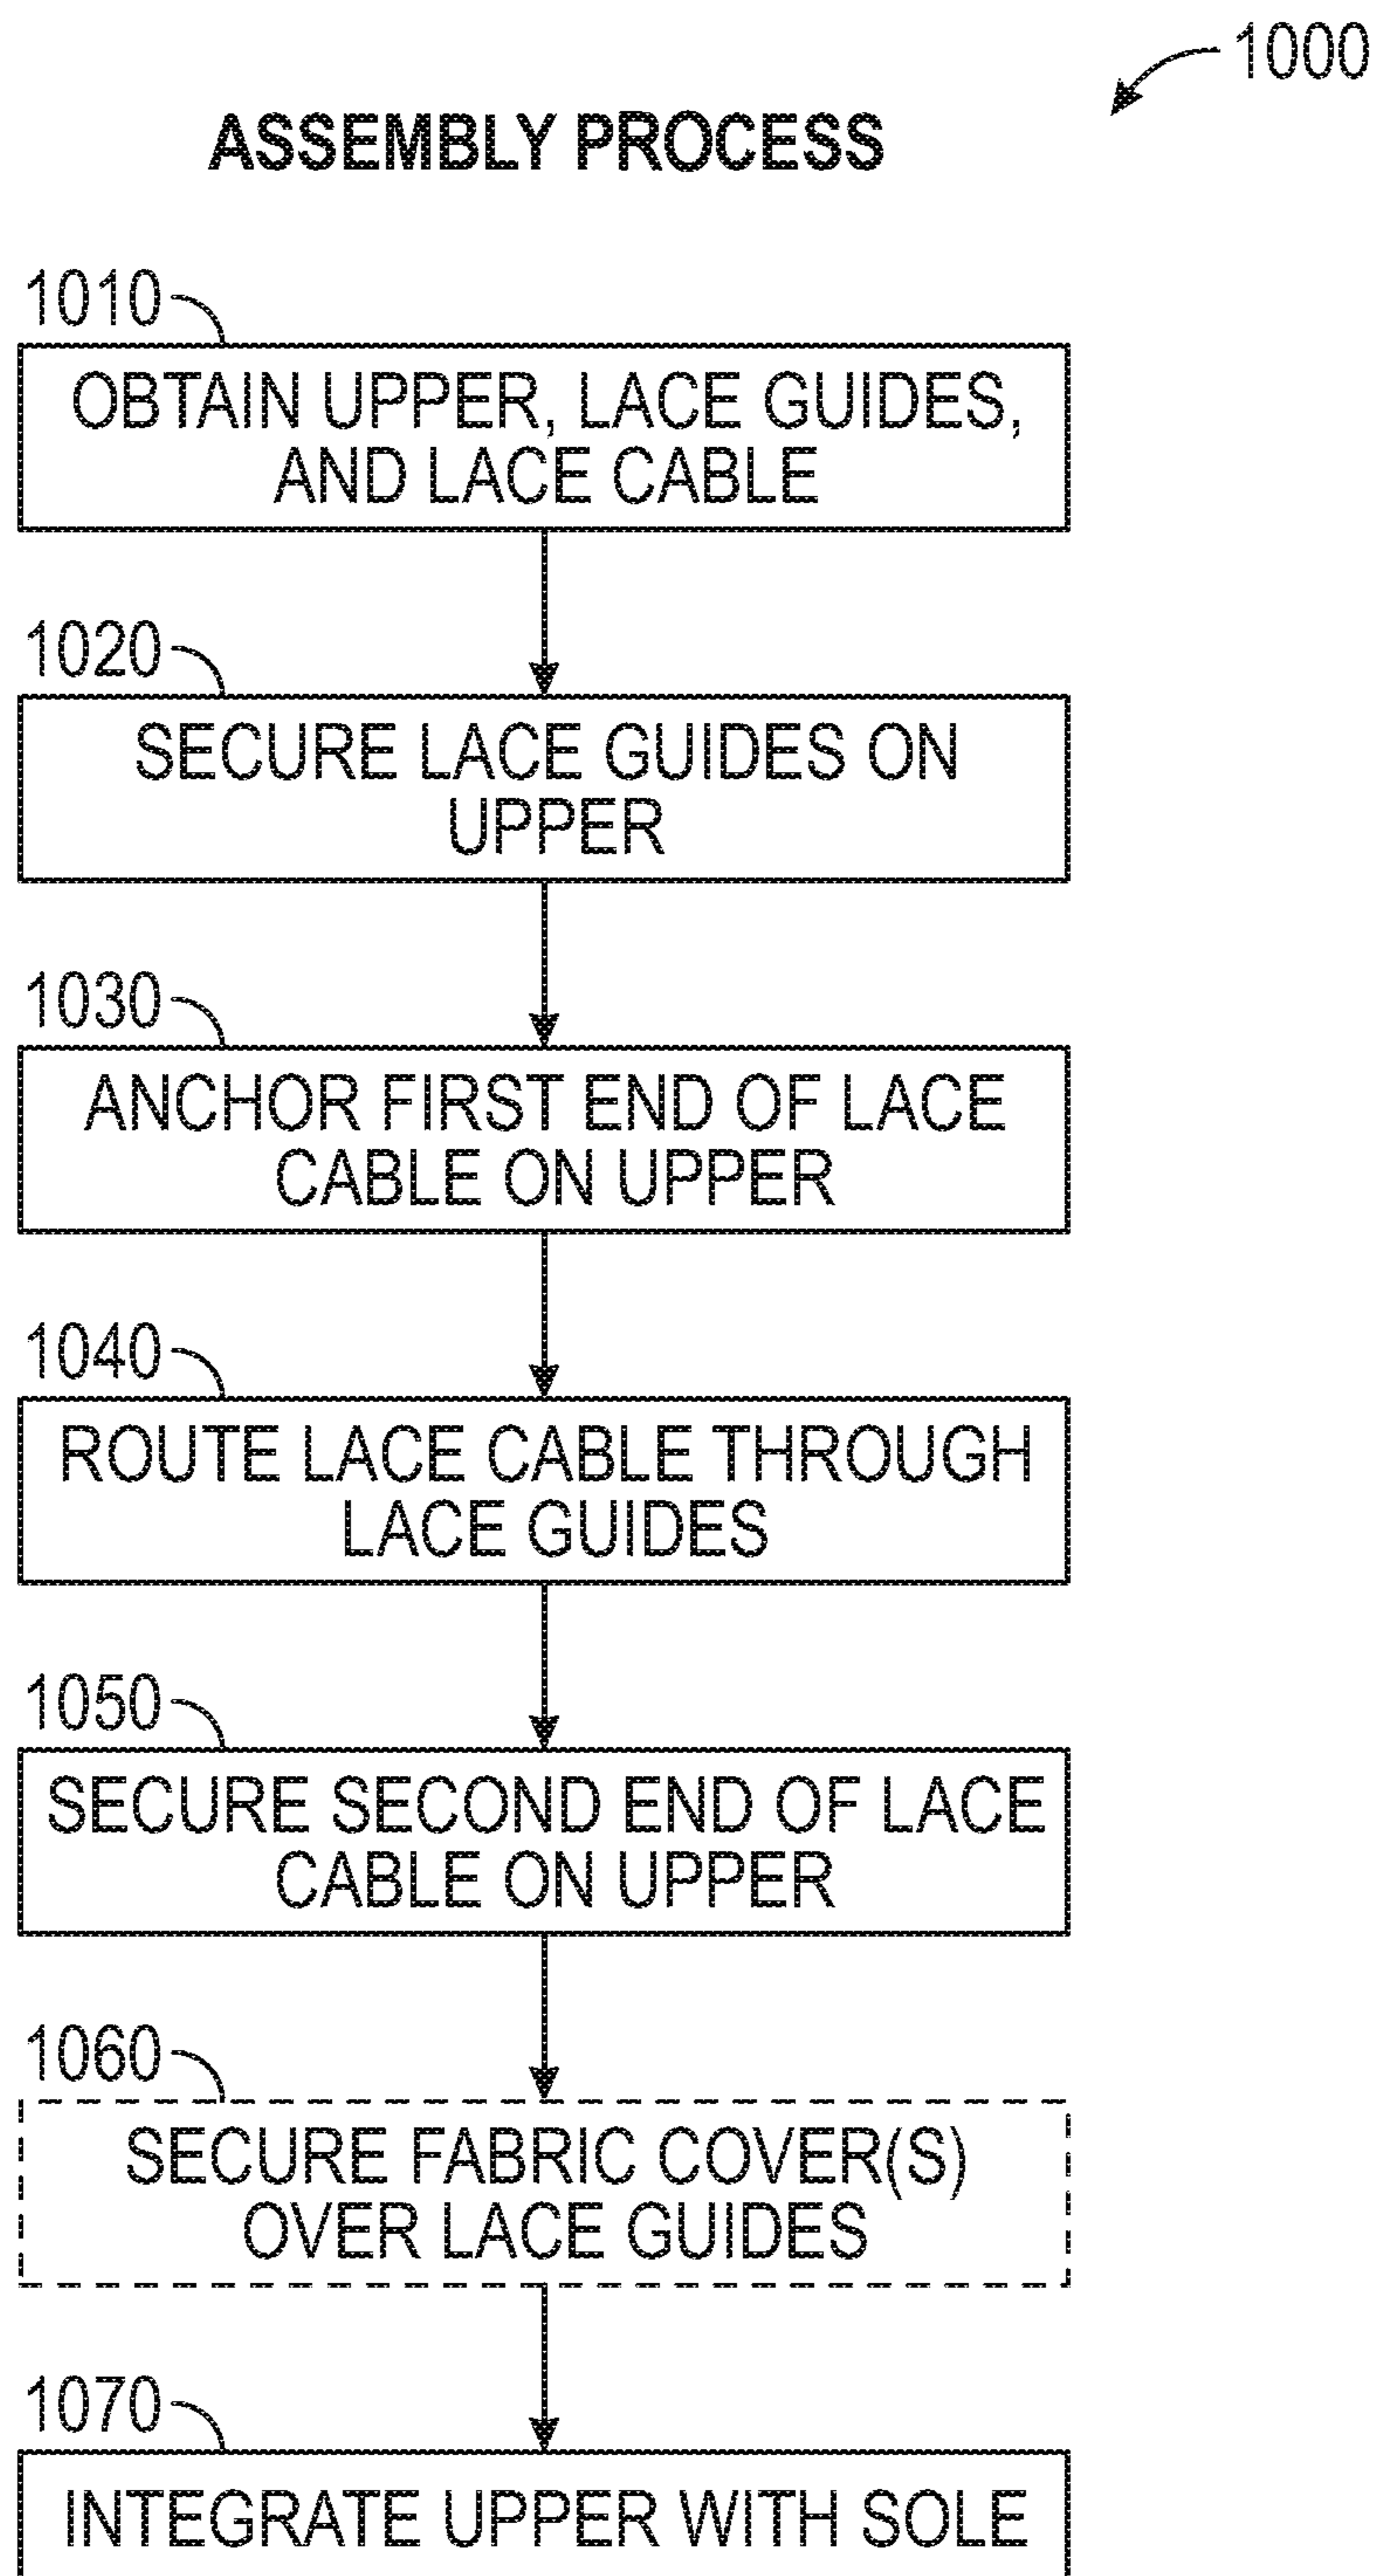 1000
ASSEMBLY PROCESS
1010
OBTAIN UPPER, LACE GUIDES,
AND LACE CABLE
1020
SECURE LACE GUIDES ON
UPPER
1030
ANCHOR FIRST END OF LACE
CABLE ON UPPER
1040
ROUTE LACE CABLE THROUGH
LACE GUIDES
1050
SECURE SECOND END OF LACE
CABLE ON UPPER
1060
SECURE FABRIC COVER(S)
OVER LACE GUIDES
1070
INTEGRATE UPPER WITH SOLE